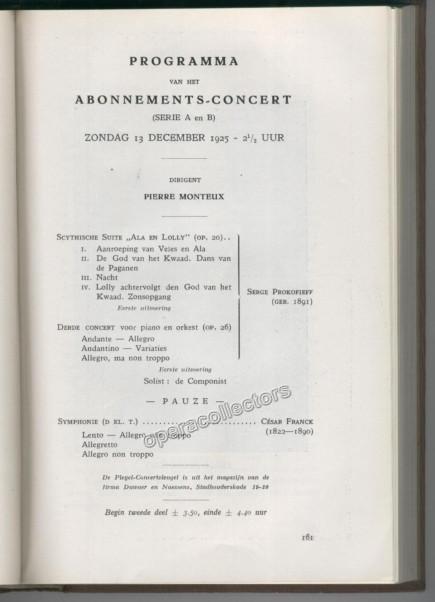 PROGRAMMA
VAN HET
ABONNEMENTS-CONCERT
(SERIE A en B)
ZONDAG 13 DECEMBER 1925 - 2½ UUR
DIRIGENT
PIERRE MONTEUX
SCYTHISCHE SUITE „ALA EN LOLLY” (OP. 20)..
I. Aanroeping van Veles en Ala
II. De God van het Kwaad. Dans van
de Paganen
III. Nacht
IV. Lolly achtervolgt den God van het
Kwaad. Zonsopgang
Eerste uitvoering
SERGE PROKOFIEFF
(GEB. 1891)
DERDE CONCERT VOOR PIANO EN ORKEST (OP. 26)
Andante — Allegro
Andantino — Variaties
Allegro, ma non troppo
Eerste uitvoering
Solist: de Componist
— PAUZE —
SYMPHONIE (D KL. T.) ........................ CÉSAR FRANCK
(1822—1890)
Lento — Allegro non troppo
Allegretto
Allegro non troppo
De Pleyel-Concertvleugel is uit het magazijn van de
firma Duwaer en Naessens, Stadhouderskade 19-20
Begin tweede deel ± 3.50, einde ± 4.40 uur
161
operacollectors